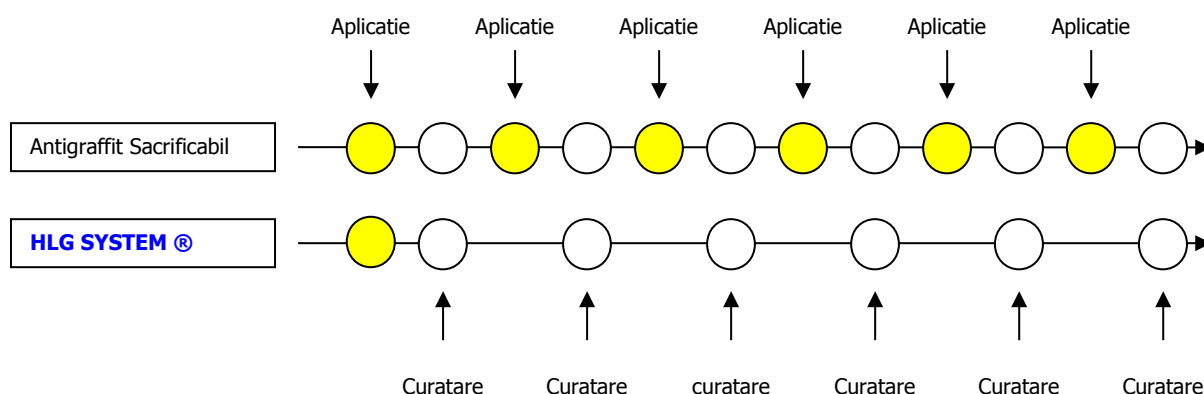 Aplicatie Aplicatie Aplicatie Aplicatie Aplicatie Aplicatie
Antigraffit Sacrificabil
HLG SYSTEM ®
Curatare Curatare curatare Curatare Curatare Curatare